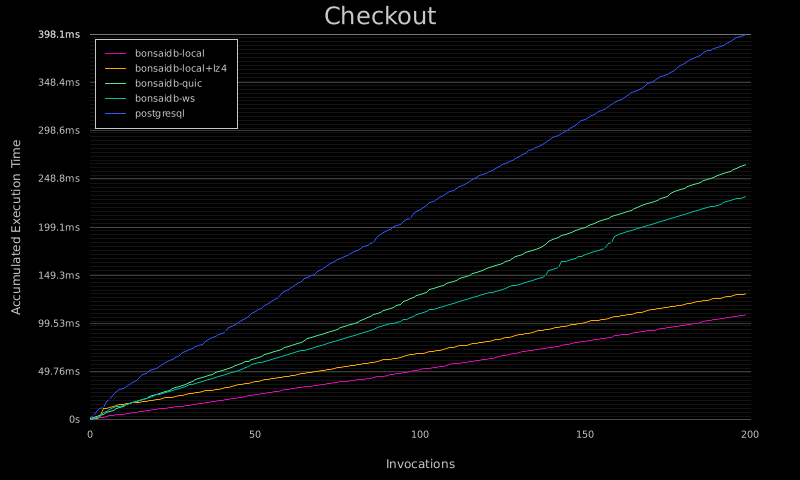 Checkout
398.1ms
348.4ms
298.6ms
248.8ms
199.1ms
149.3ms
99.53ms
49.76ms
0s
bonsaidb-local
bonsaidb-local+lz4
bonsaidb-quic
bonsaidb-ws
postgresql
Accumulated Execution Time
0 50 100 150 200
Invocations